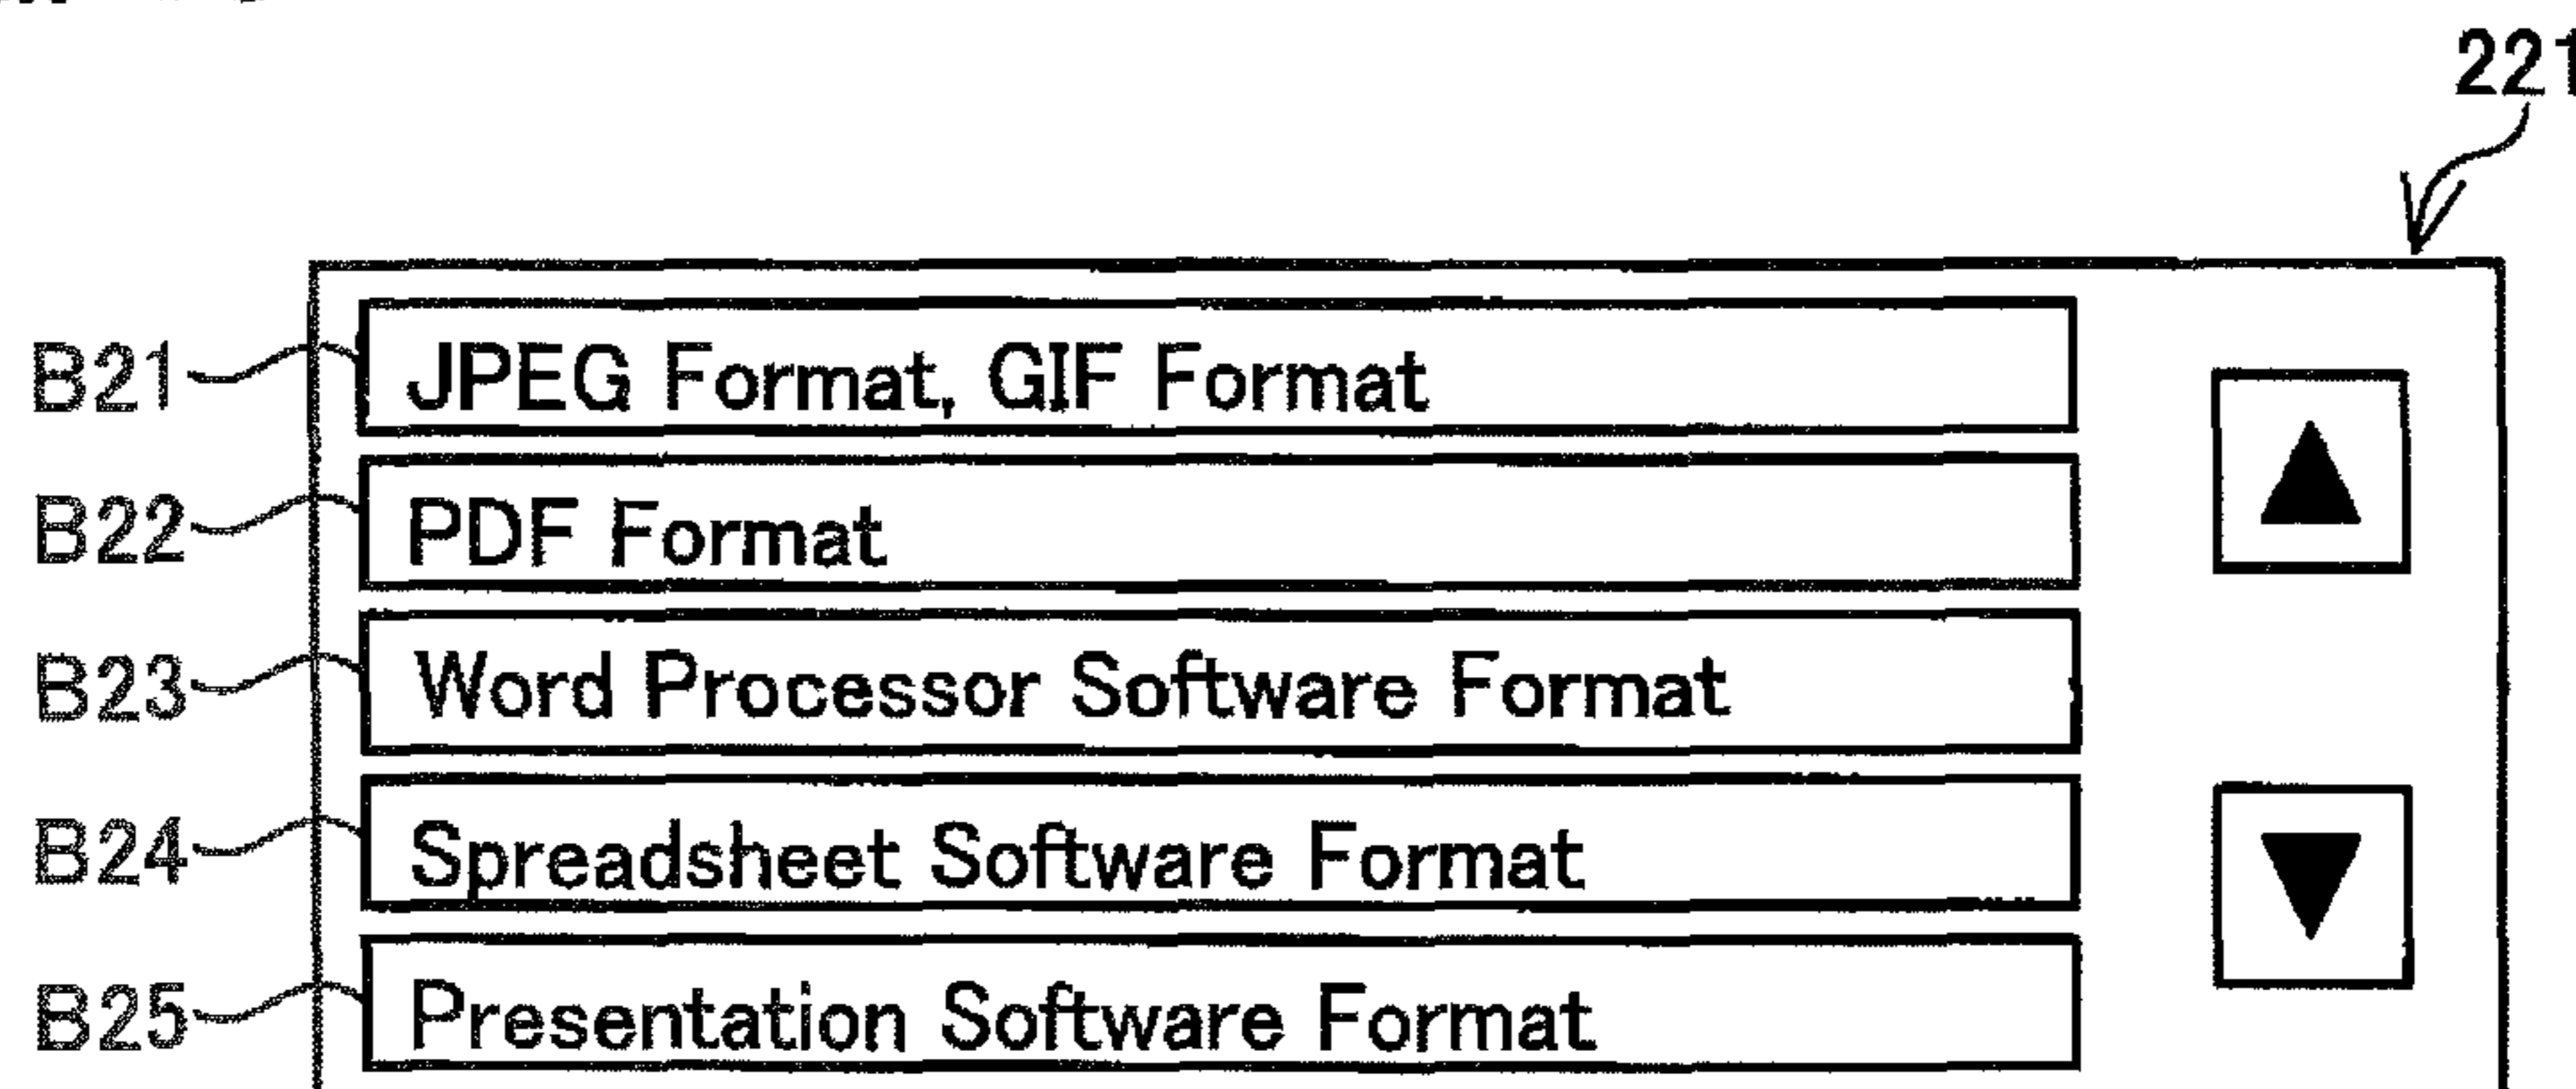 221
B21 JPEG Format, GIF Format
B22 PDF Format
B23 Word Processor Software Format
B24 Spreadsheet Software Format
B25 Presentation Software Format